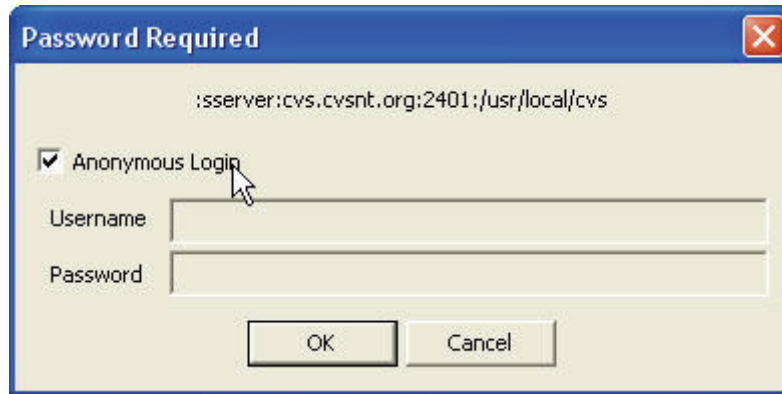 Password Required
:sserver:cvs.cvsnt.org:2401:/usr/local/cvs
Anonymous Login
Username
Password
OK Cancel